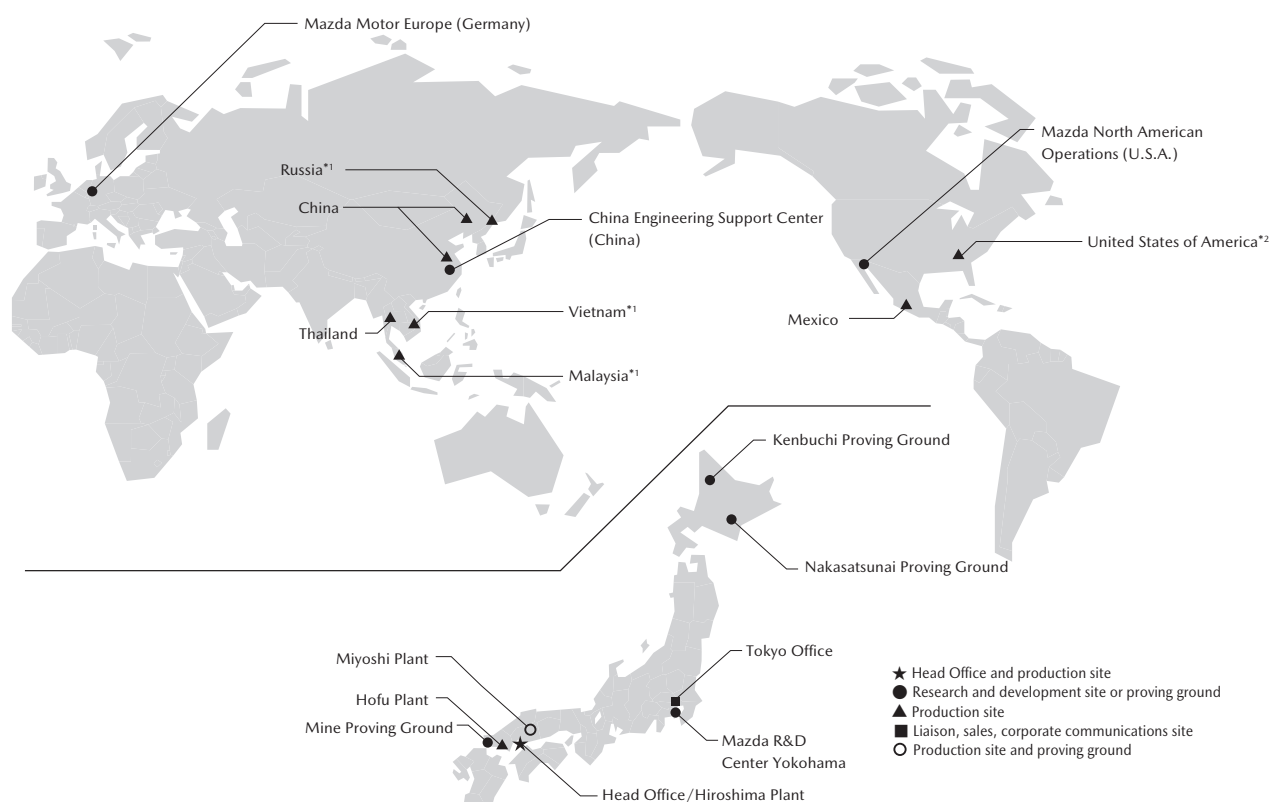 Mazda Motor Europe (Germany)
Mazda North American
Operations (U.S.A.)
Russia*1
China
China Engineering Support Center
(China)
United States of America*2
Vietnam*1
Thailand
Mexico
Malaysia*1
Kenbuchi Proving Ground
Nakasatsunai Proving Ground
Tokyo Office
Miyoshi Plant
Hofu Plant
Mine Proving Ground
Mazda R&D
Center Yokohama
Head Office/Hiroshima Plant
Head Office and production site
Research and development site or proving ground
Production site
Liaison, sales, corporate communications site
Production site and proving ground